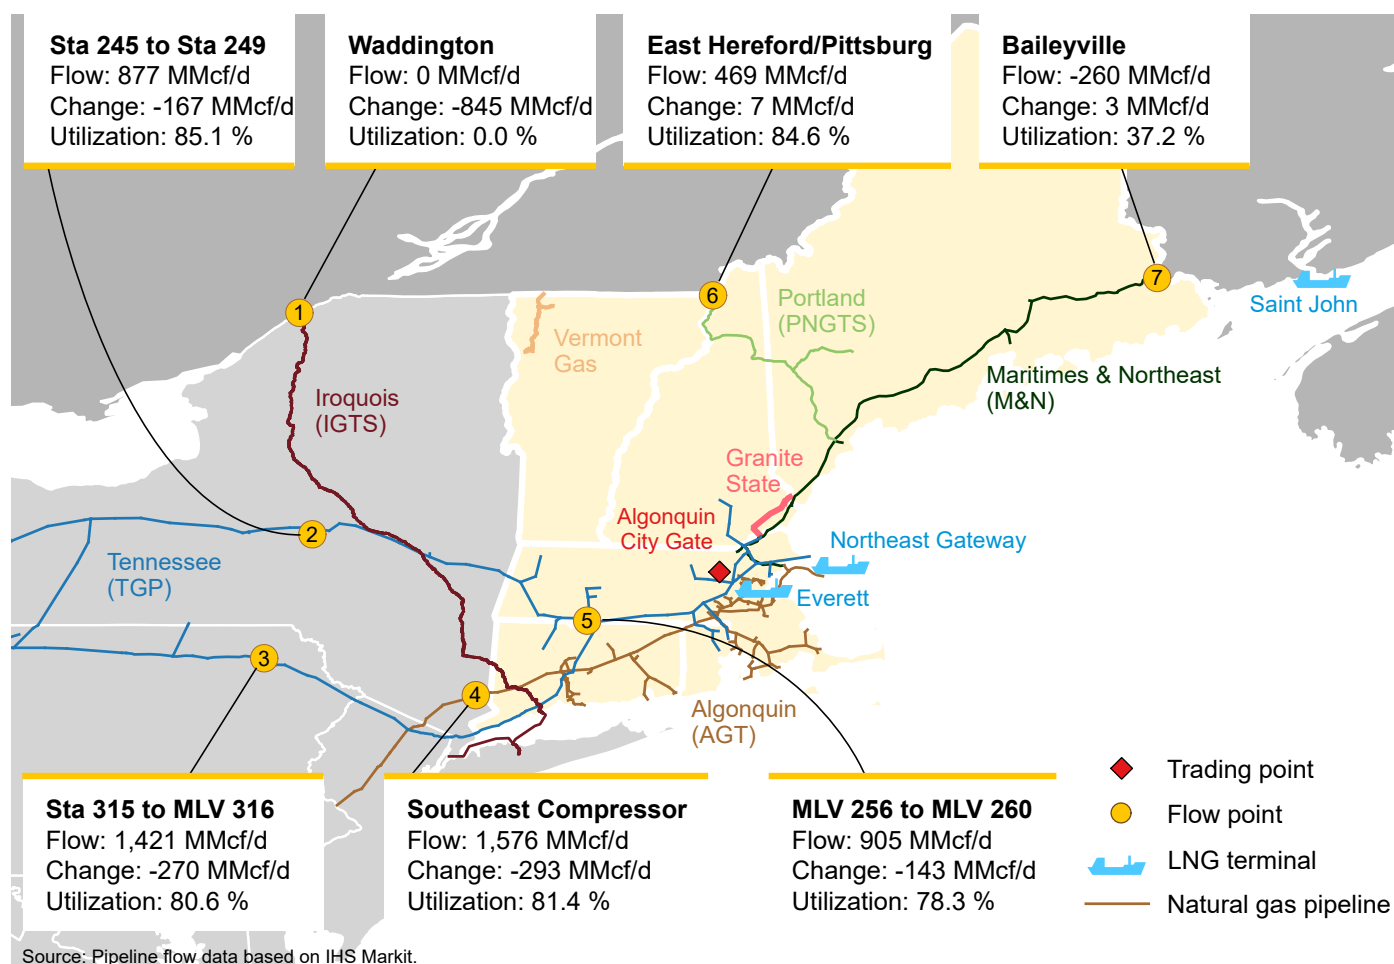 Sta 245 to Sta 249
Flow: 877 MMcf/d
Change: -167 MMcf/d
Utilization: 85.1 %
Waddington
Flow: 0 MMcf/d
Change: -845 MMcf/d
Utilization: 0.0 %
East Hereford/Pittsburg
Flow: 469 MMcf/d
Change: 7 MMcf/d
Utilization: 84.6 %
Baileyville
Flow: -260 MMcf/d
Change: 3 MMcf/d
Utilization: 37.2 %
1
6
7
Saint John
Portland
(PNGTS)
Vermont
Gas
Iroquois
(IGTS)
Maritimes & Northeast
(M&N)
Granite
State
Algonquin
City Gate
2
Northeast Gateway
Tennessee
(TGP)
Everett
5
3
4
Algonquin
(AGT)
Sta 315 to MLV 316
Flow: 1,421 MMcf/d
Change: -270 MMcf/d
Utilization: 80.6 %
Southeast Compressor
Flow: 1,576 MMcf/d
Change: -293 MMcf/d
Utilization: 81.4 %
MLV 256 to MLV 260
Flow: 905 MMcf/d
Change: -143 MMcf/d
Utilization: 78.3 %
Trading point
Flow point
LNG terminal
Natural gas pipeline
Source: Pipeline flow data based on IHS Markit.